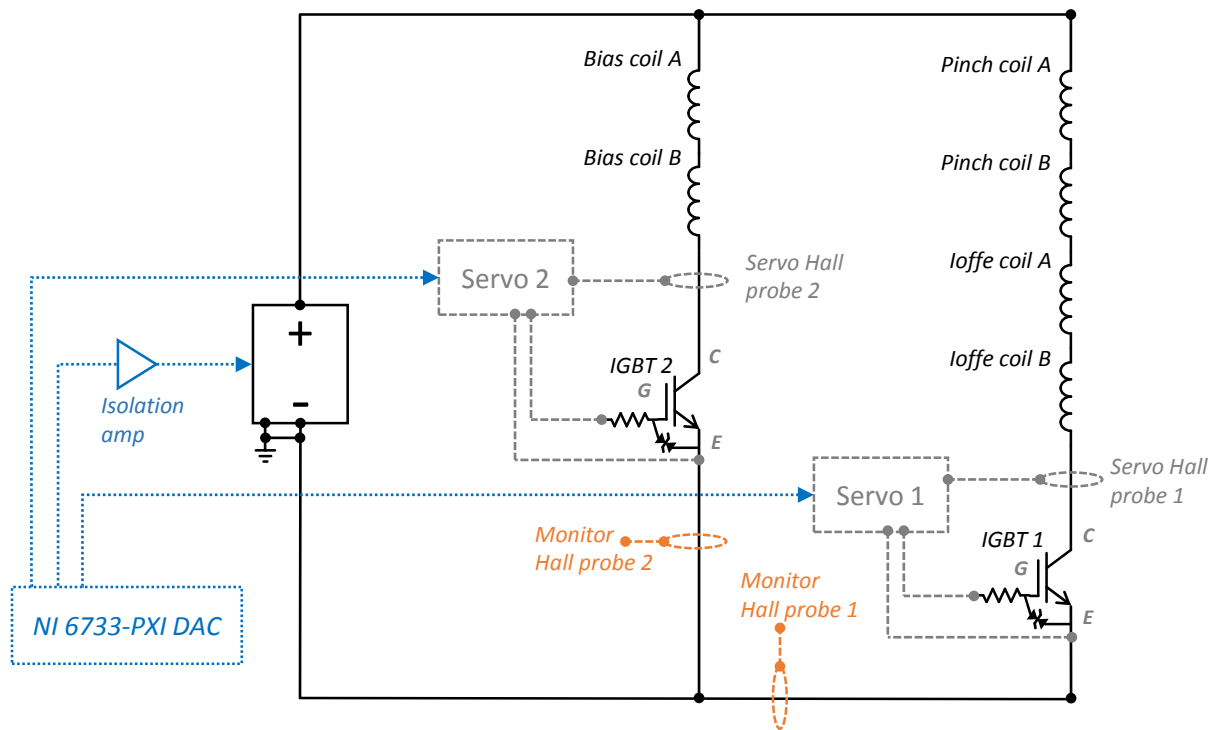 Bias coil A
Pinch coil A
Bias coil B
Pinch coil B
Servo 2
Servo Hall
probe 2
Ioffe coil A
+
-
Isolation
amp
IGBT 2
C
G
E
Ioffe coil B
Servo 1
Servo Hall
probe 1
Monitor
Hall probe 2
IGBT 1
C
G
E
Monitor
Hall probe 1
NI 6733-PXI DAC